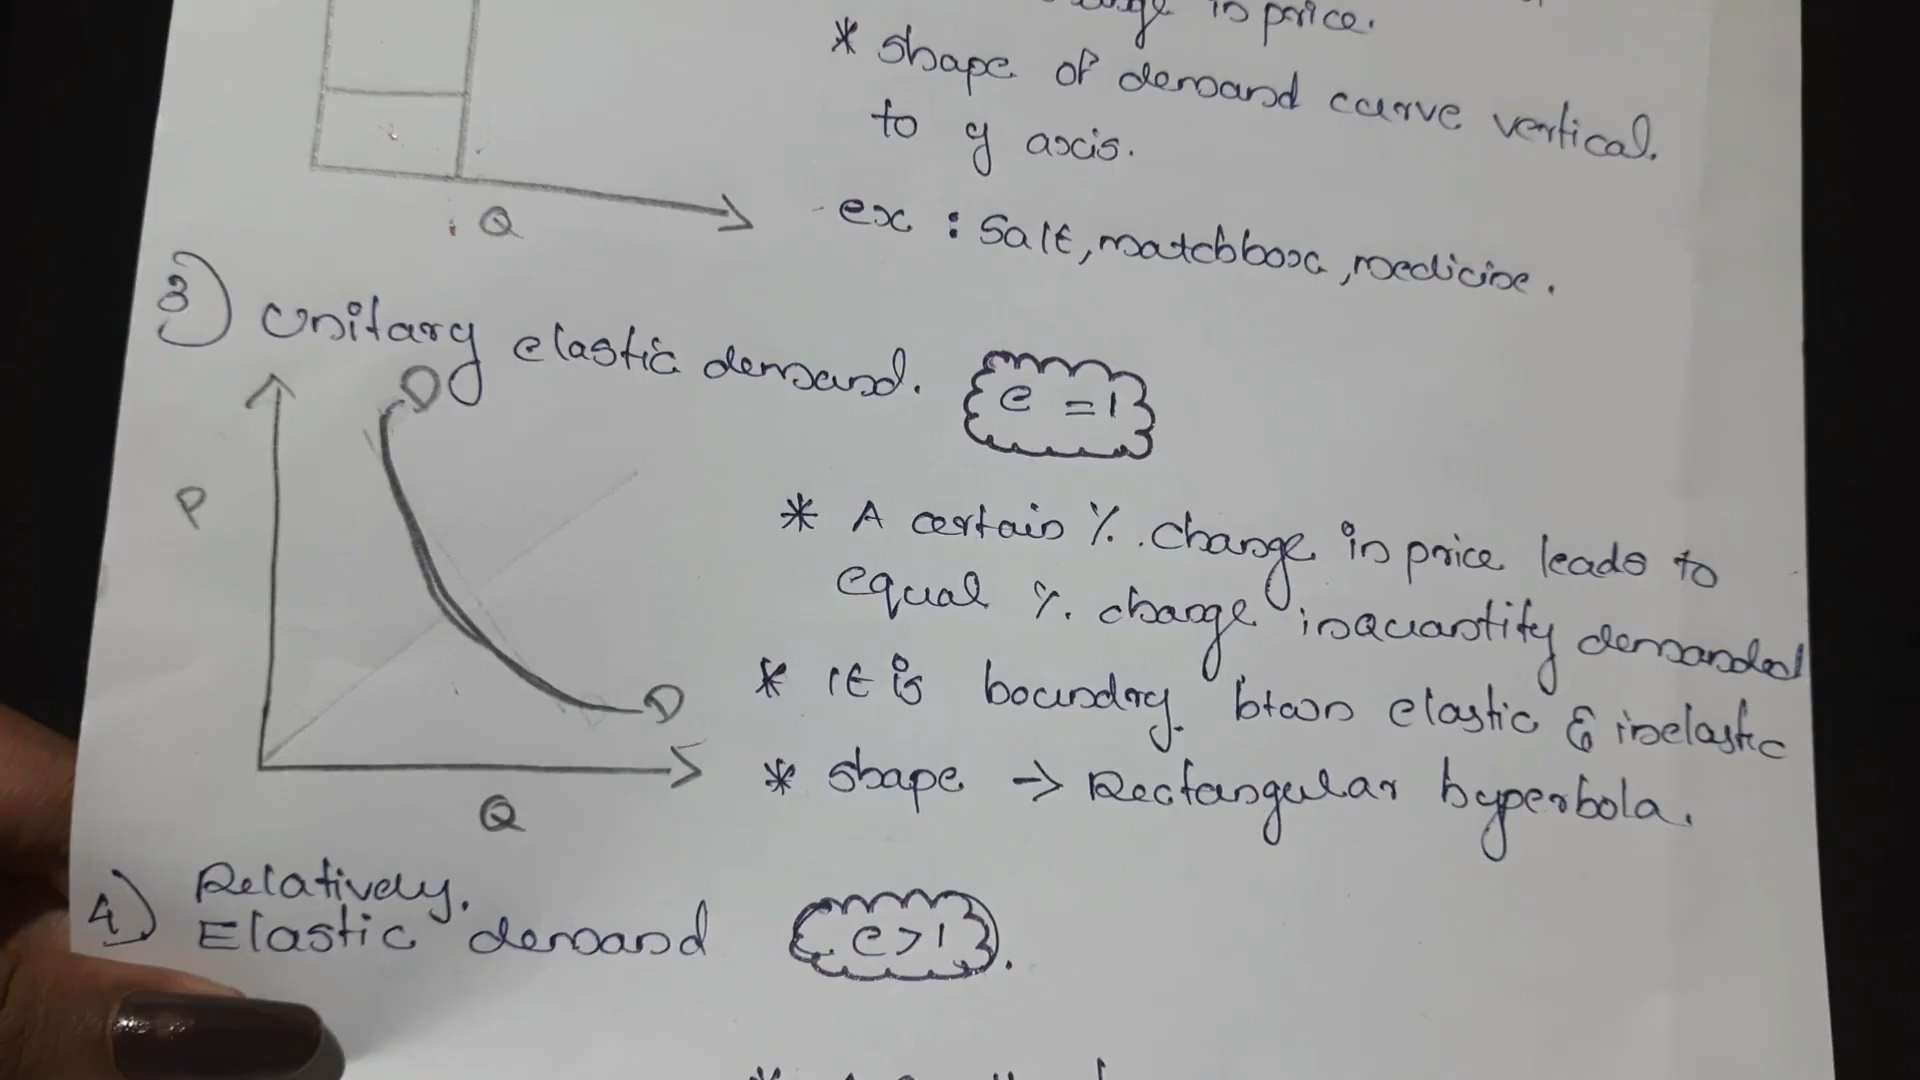 change in price.
* shape of demand curve vertical
to y axis.
Q
ex : Salt, matchbox, medicine.
3) Unitary elastic demand.
e = 1
D
P
* A certain % change in price leads to
equal % change in quantity demanded
* It is boundry btwn elastic & inelastic
D
* shape → Rectangular hyperbola.
Q
4) Relatively.
Elastic demand
e > 1